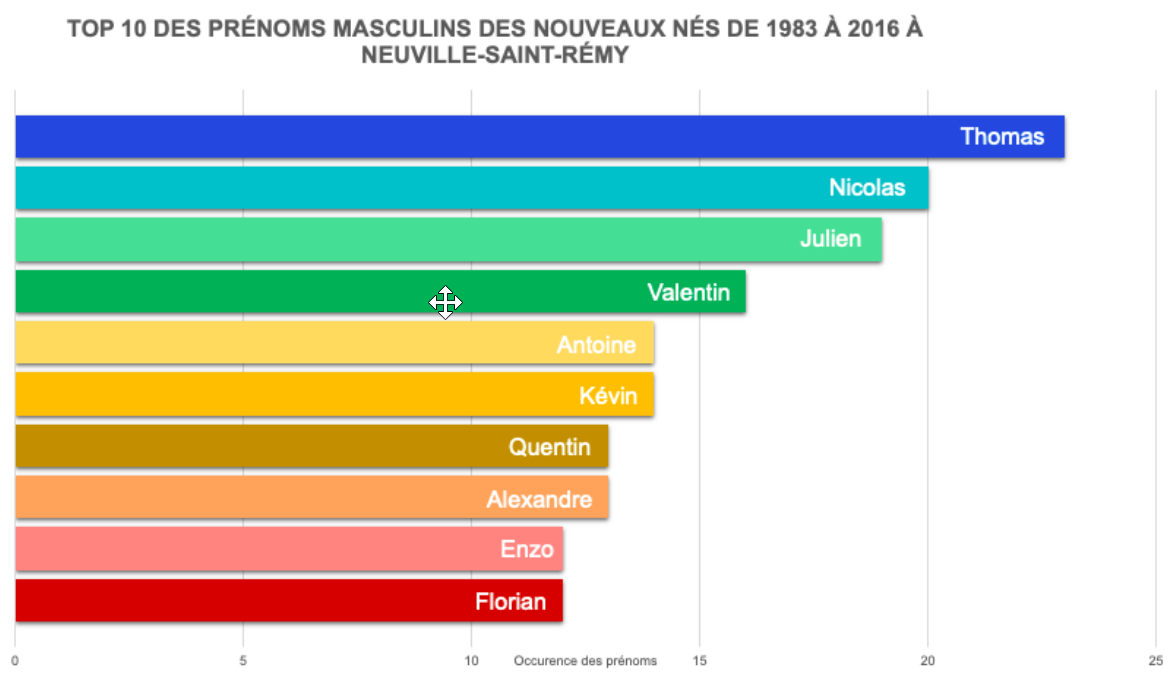 TOP 10 DES PRÉNOMS MASCULINS DES NOUVEAUX NÉS DE 1983 À 2016 À
NEUVILLE-SAINT-RÉMY
Thomas
Nicolas
Julien
Valentin
Antoine
Kévin
Quentin
Alexandre
Enzo
Florian
0 5 10 Occurence des prénoms 15 20 25